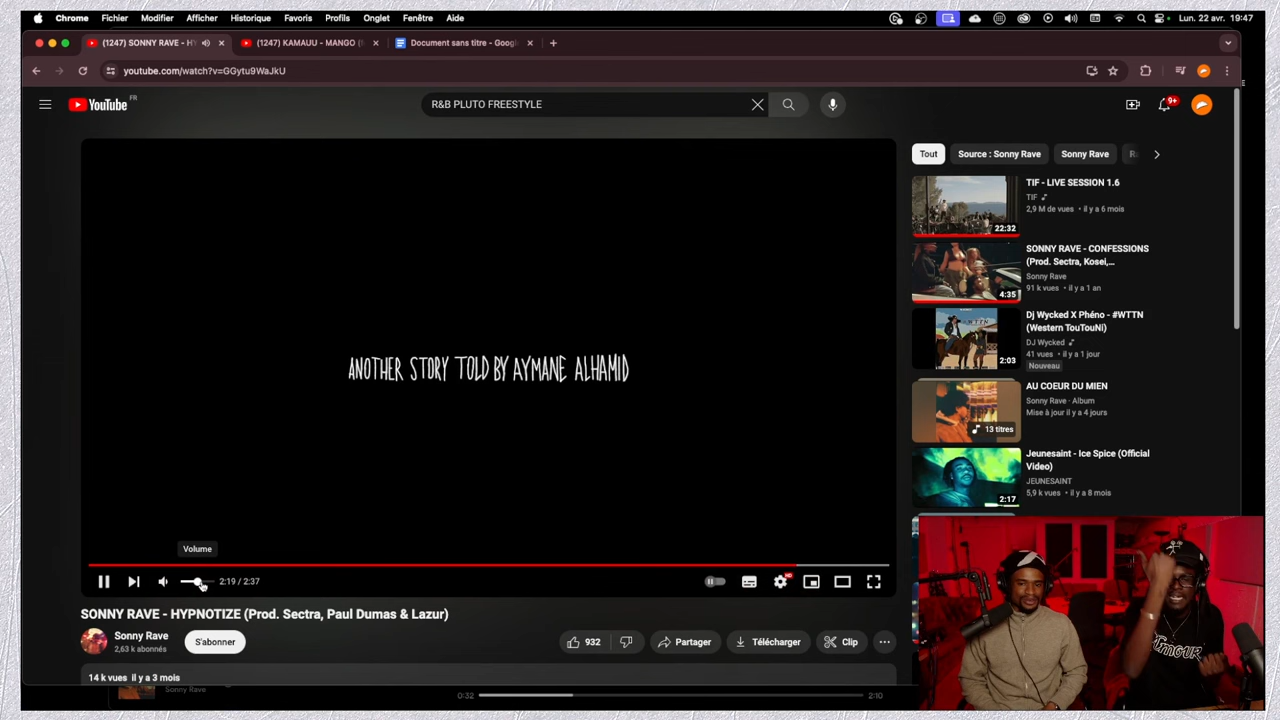 Chrome Fichier Modifier Afficher Historique Favoris Profils Onglet Fenêtre Aide
Lun. 22 avr. 19:47
(1247) SONNY RAVE - HY
(1247) KAMAUU - MANGO (
Document sans titre - Goog
youtube.com/watch?v=GGytu9WaJkU
YouTube FR
R&B PLUTO FREESTYLE
9+
Tout
Source : Sonny Rave
Sonny Rave
ANOTHER STORY TOLD BY AYMANE ALHAMID
Volume
2:19 / 2:37
HD
SONNY RAVE - HYPNOTIZE (Prod. Sectra, Paul Dumas & Lazur)
Sonny Rave
2,63 k abonnés
S'abonner
932
Partager
Télécharger
Clip
14 k vues il y a 3 mois
Sonny Rave
0:32
2:10
TIF - LIVE SESSION 1.6
TIF
2,9 M de vues • il y a 6 mois
22:32
SONNY RAVE - CONFESSIONS
(Prod. Sectra, Kosei,...
Sonny Rave
91 k vues • il y a 1 an
4:35
Dj Wycked X Phéno - #WTTN
(Western TouTouNi)
DJ Wycked
41 vues • il y a 1 jour
Nouveau
2:03
AU COEUR DU MIEN
Sonny Rave · Album
Mise à jour il y a 4 jours
13 titres
Jeunesaint - Ice Spice (Official
Video)
JEUNESAINT
5,9 k vues • il y a 8 mois
2:17